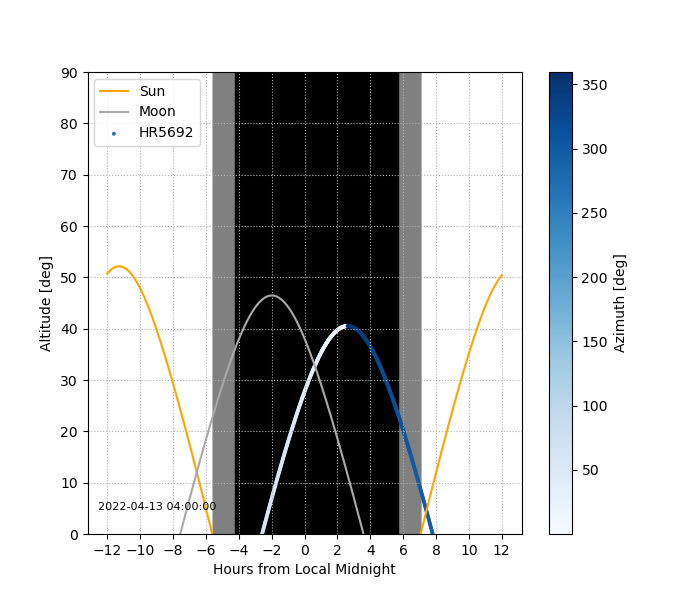 90
80
70
60
50
40
30
20
10
0
Altitude [deg]
Sun
Moon
HR5692
2022-04-13 04:00:00
−12 −10 −8 −6 −4 −2 0 2 4 6 8 10 12
Hours from Local Midnight
350
300
250
200
150
100
50
Azimuth [deg]